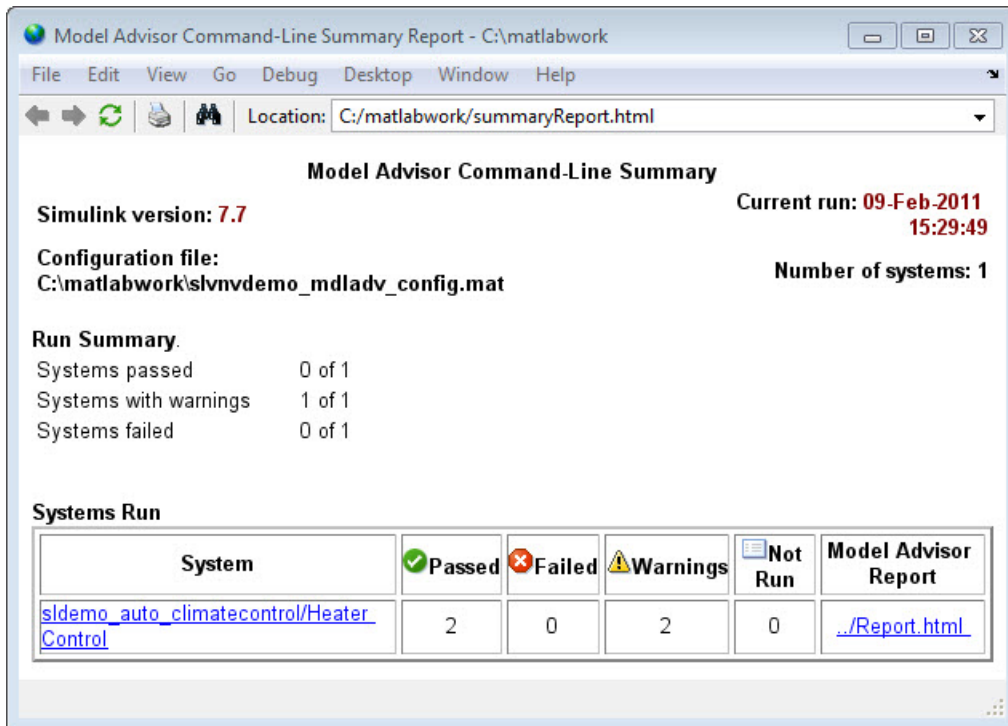 Model Advisor Command-Line Summary Report - C:\matlabwork
File Edit View Go Debug Desktop Window Help
Location: C:/matlabwork/summaryReport.html
Model Advisor Command-Line Summary
Simulink version: 7.7
Current run: 09-Feb-2011
15:29:49
Configuration file:
C:\matlabwork\slvnvdemo_mdladv_config.mat
Number of systems: 1
Run Summary.
Systems passed 0 of 1
Systems with warnings 1 of 1
Systems failed 0 of 1
Systems Run
System Passed Failed Warnings Not Run Model Advisor Report
sldemo_auto_climatecontrol/Heater Control 2 0 2 0 ../Report.html